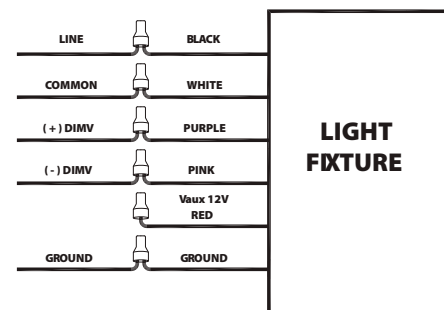 LINE BLACK
COMMON WHITE
( + ) DIMV PURPLE
( - ) DIMV PINK
Vaux 12V
RED
GROUND GROUND
LIGHT
FIXTURE